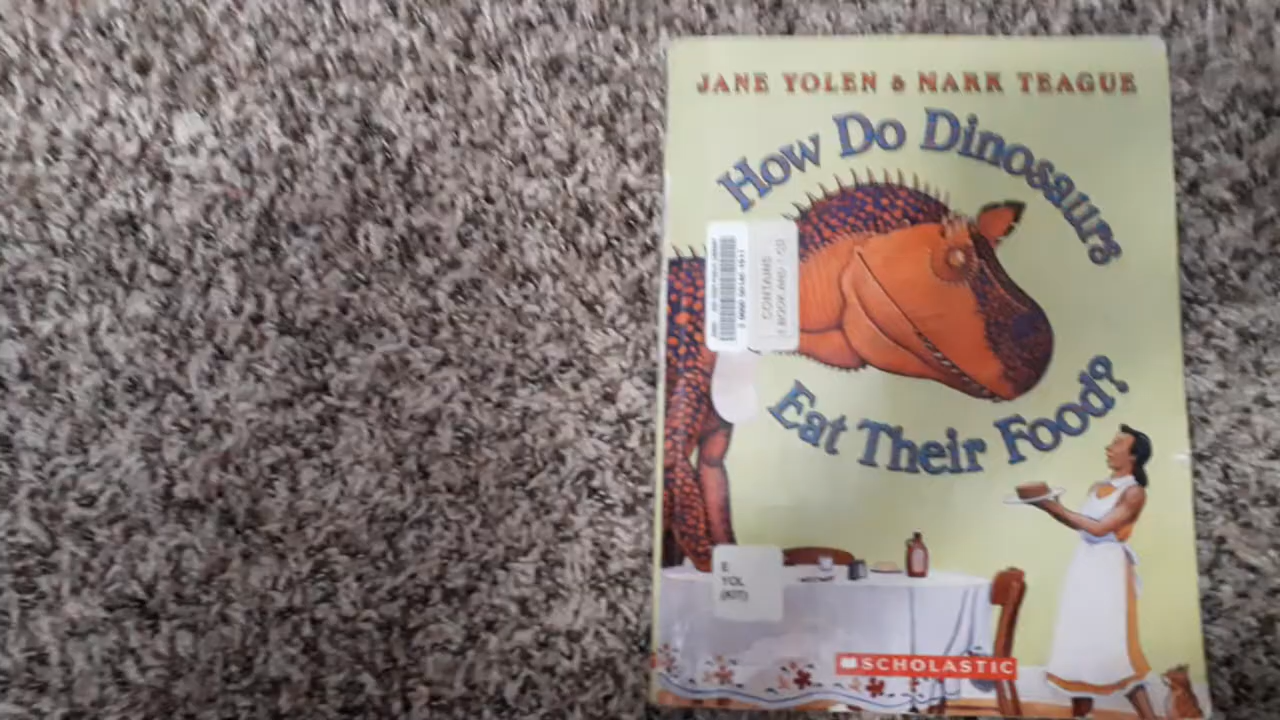 JANE YOLEN & MARK TEAGUE
How Do Dinosaurs
CONTAINS
1 BOOK AND 1 CD
Eat Their Food?
E
YOL
(KIT)
SCHOLASTIC